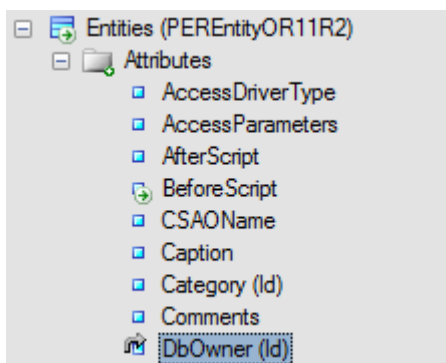 Entities (PEREntityOR11R2)
Attributes
AccessDriverType
AccessParameters
AfterScript
BeforeScript
CSAOName
Caption
Category (Id)
Comments
DbOwner (Id)